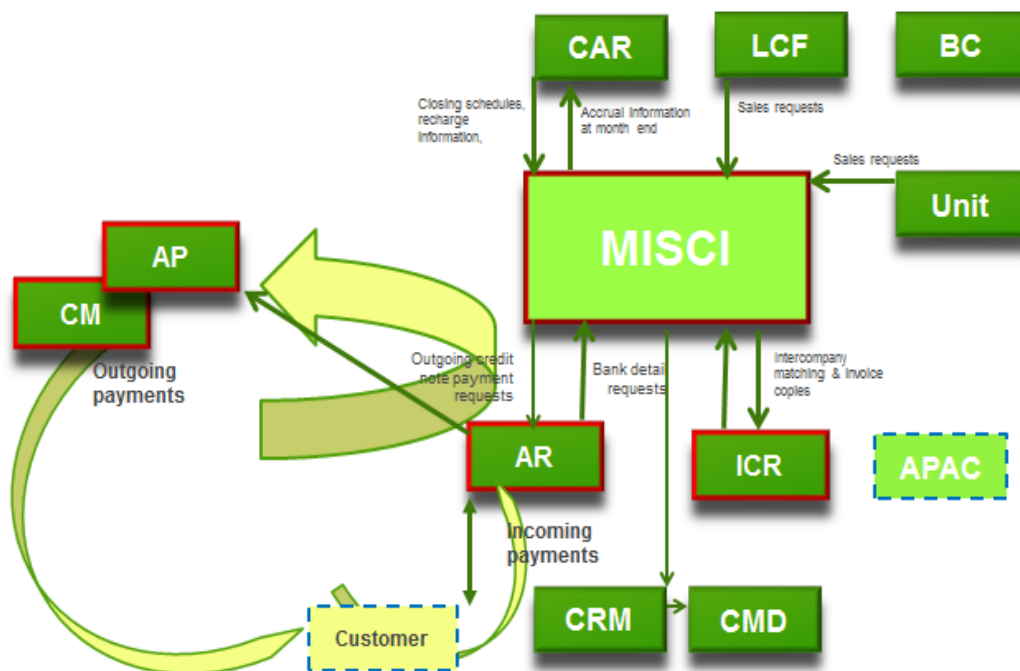 CAR
LCF
BC
Closing schedules,
recharge
information,
Accrual information
at month end
Sales requests
Sales requests
Unit
MISCI
AP
CM
Outgoing
payments
Outgoing credit
note payment
requests
Bank detail
requests
Intercompany
matching & Invoice
copies
AR
ICR
APAC
Incoming
payments
Customer
CRM
CMD